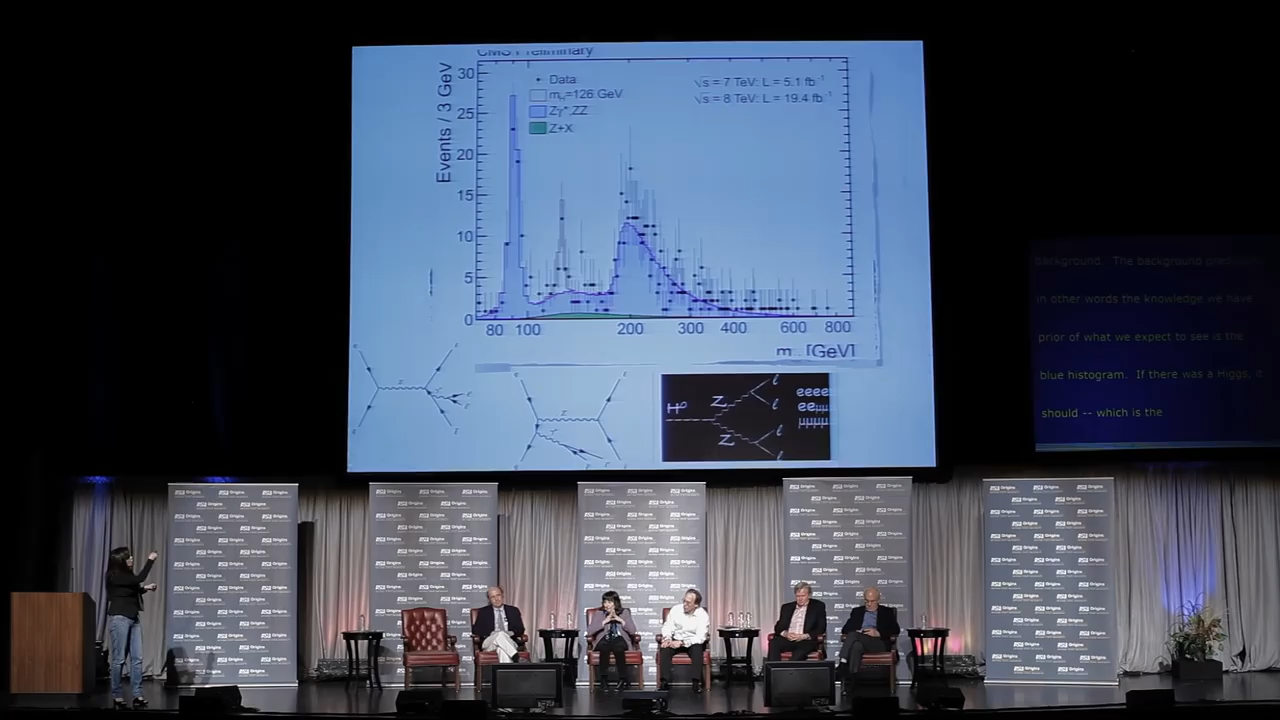 CMS Preliminary
Events / 3 GeV
30
25
20
15
10
5
0
Data
m_H=126 GeV
Zγ*,ZZ
Z+X
√s = 7 TeV: L = 5.1 fb⁻¹
√s = 8 TeV: L = 19.4 fb⁻¹
80 100 200 300 400 600 800
[GeV]
H⁰
Z
Z
ℓ
ℓ
ℓ
ℓ
eeee
eeμμ
μμμμ
background. The background
in other words the knowledge we have
prior of what we expect to see is the
blue histogram. If there was a Higgs, it
should -- which is the
ASU Origins